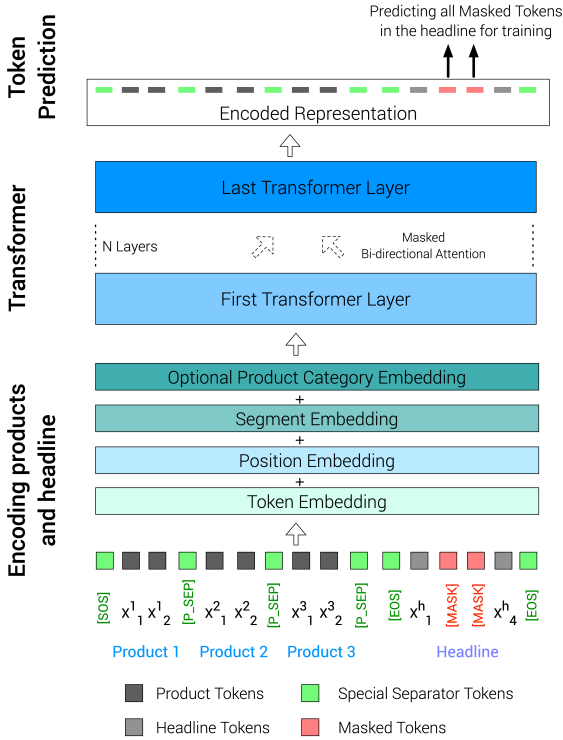 Predicting all Masked Tokens
in the headline for training
Token
Prediction
Encoded Representation
Transformer
Last Transformer Layer
N Layers
Masked
Bi-directional Attention
First Transformer Layer
Encoding products
and headline
Optional Product Category Embedding
+
Segment Embedding
+
Position Embedding
+
Token Embedding
[SOS] x¹₁ x¹₂ [P_SEP] x²₁ x²₂ [P_SEP] x³₁ x³₂ [P_SEP] [EOS] xʰ₁ [MASK] [MASK] xʰ₄ [EOS]
Product 1 Product 2 Product 3 Headline
Product Tokens Special Separator Tokens
Headline Tokens Masked Tokens